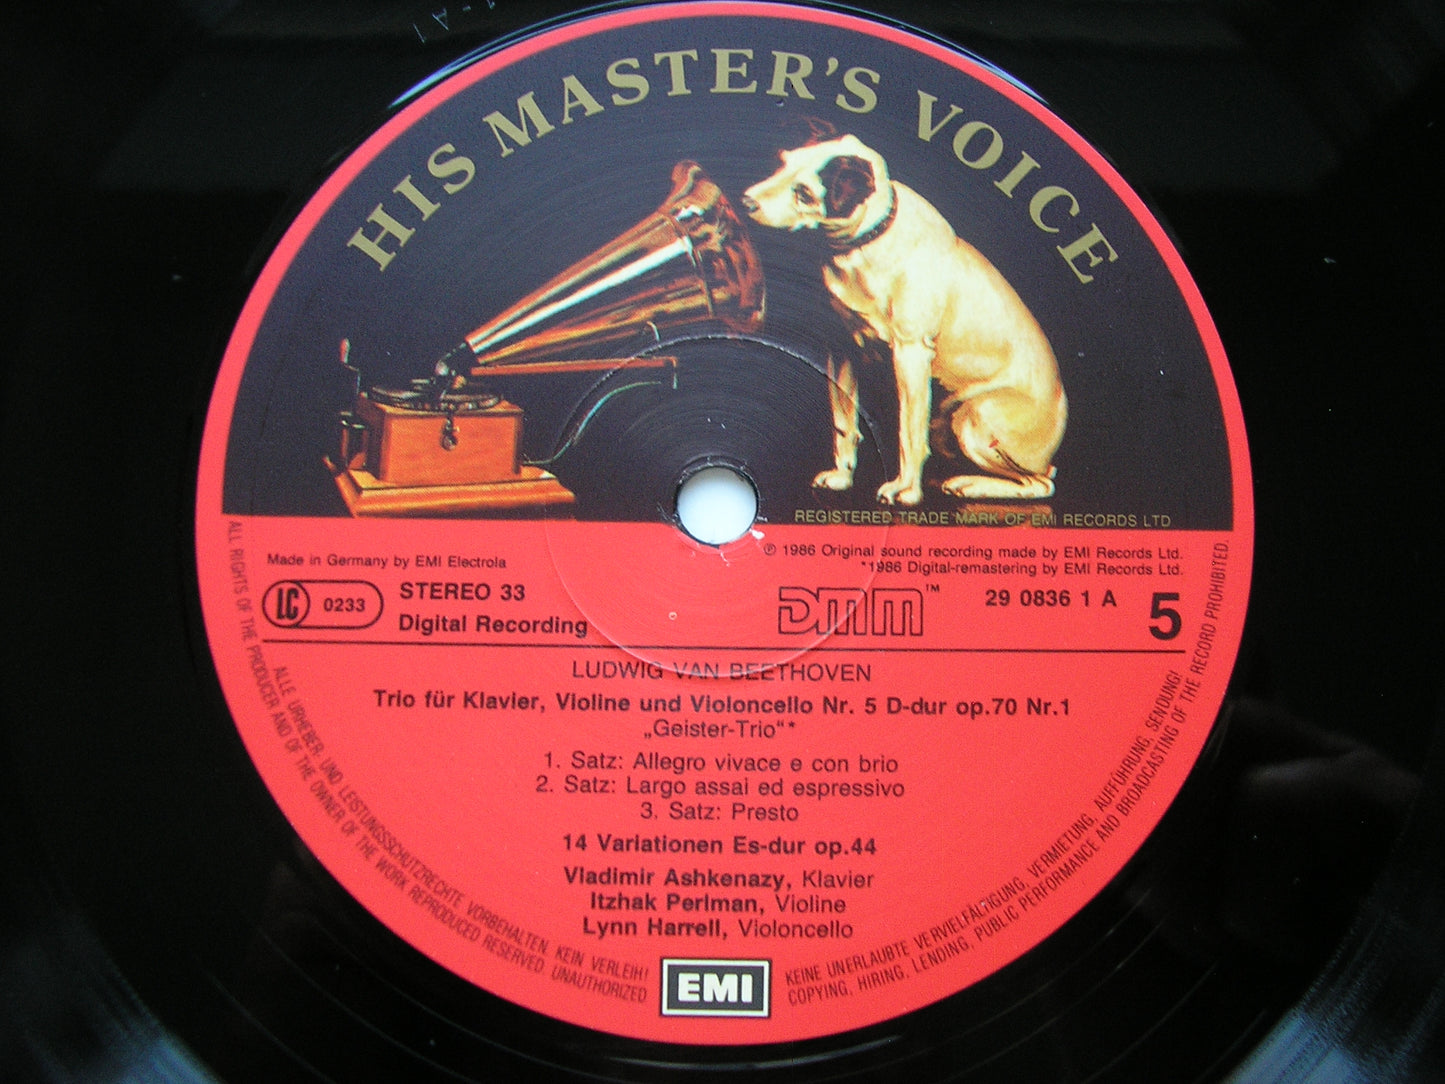 HIS MASTER'S VOICE
REGISTERED TRADE MARK OF EMI RECORDS LTD
Made in Germany by EMI Electrola
℗ 1986 Original sound recording made by EMI Records Ltd.
*1986 Digital-remastering by EMI Records Ltd.
LC 0233
STEREO 33
Digital Recording
DMM™
29 0836 1 A
5
LUDWIG VAN BEETHOVEN
Trio für Klavier, Violine und Violoncello Nr. 5 D-dur op.70 Nr.1
„Geister-Trio“*
1. Satz: Allegro vivace e con brio
2. Satz: Largo assai ed espressivo
3. Satz: Presto
14 Variationen Es-dur op.44
Vladimir Ashkenazy, Klavier
Itzhak Perlman, Violine
Lynn Harrell, Violoncello
EMI
ALLE URHEBER- UND LEISTUNGSSCHUTZRECHTE VORBEHALTEN. KEIN VERLEIH! KEINE UNERLAUBTE VERVIELFÄLTIGUNG, VERMIETUNG, AUFFÜHRUNG, SENDUNG!
ALL RIGHTS OF THE PRODUCER AND OF THE OWNER OF THE WORK REPRODUCED RESERVED. UNAUTHORIZED COPYING, HIRING, LENDING, PUBLIC PERFORMANCE AND BROADCASTING OF THE RECORD PROHIBITED.